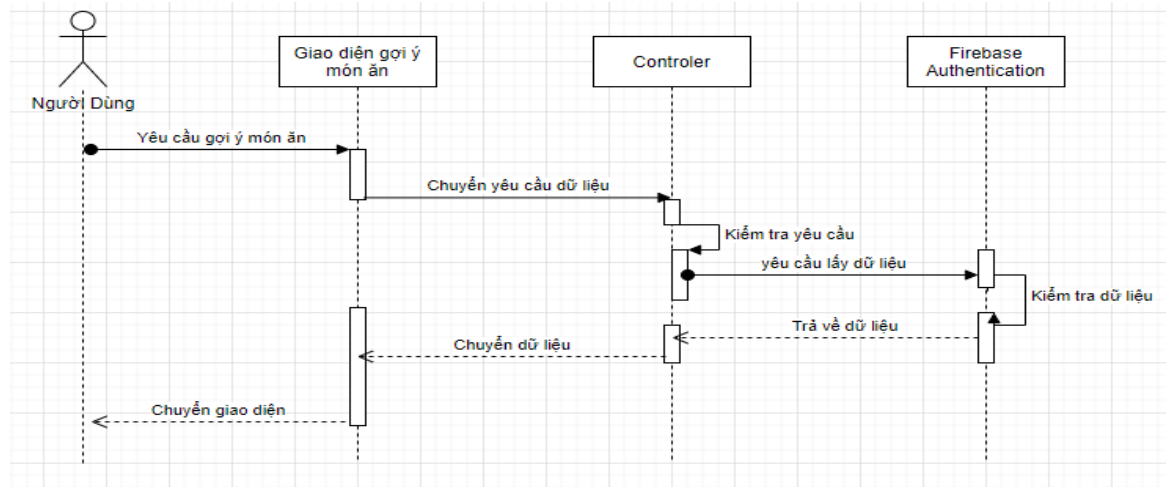 Giao diện gợi ý
món ăn
Controler
Firebase
Authentication
Người Dùng
Yêu cầu gợi ý món ăn
Chuyển yêu cầu dữ liệu
Kiểm tra yêu cầu
yêu cầu lấy dữ liệu
Kiểm tra dữ liệu
Trả về dữ liệu
Chuyển dữ liệu
Chuyển giao diện